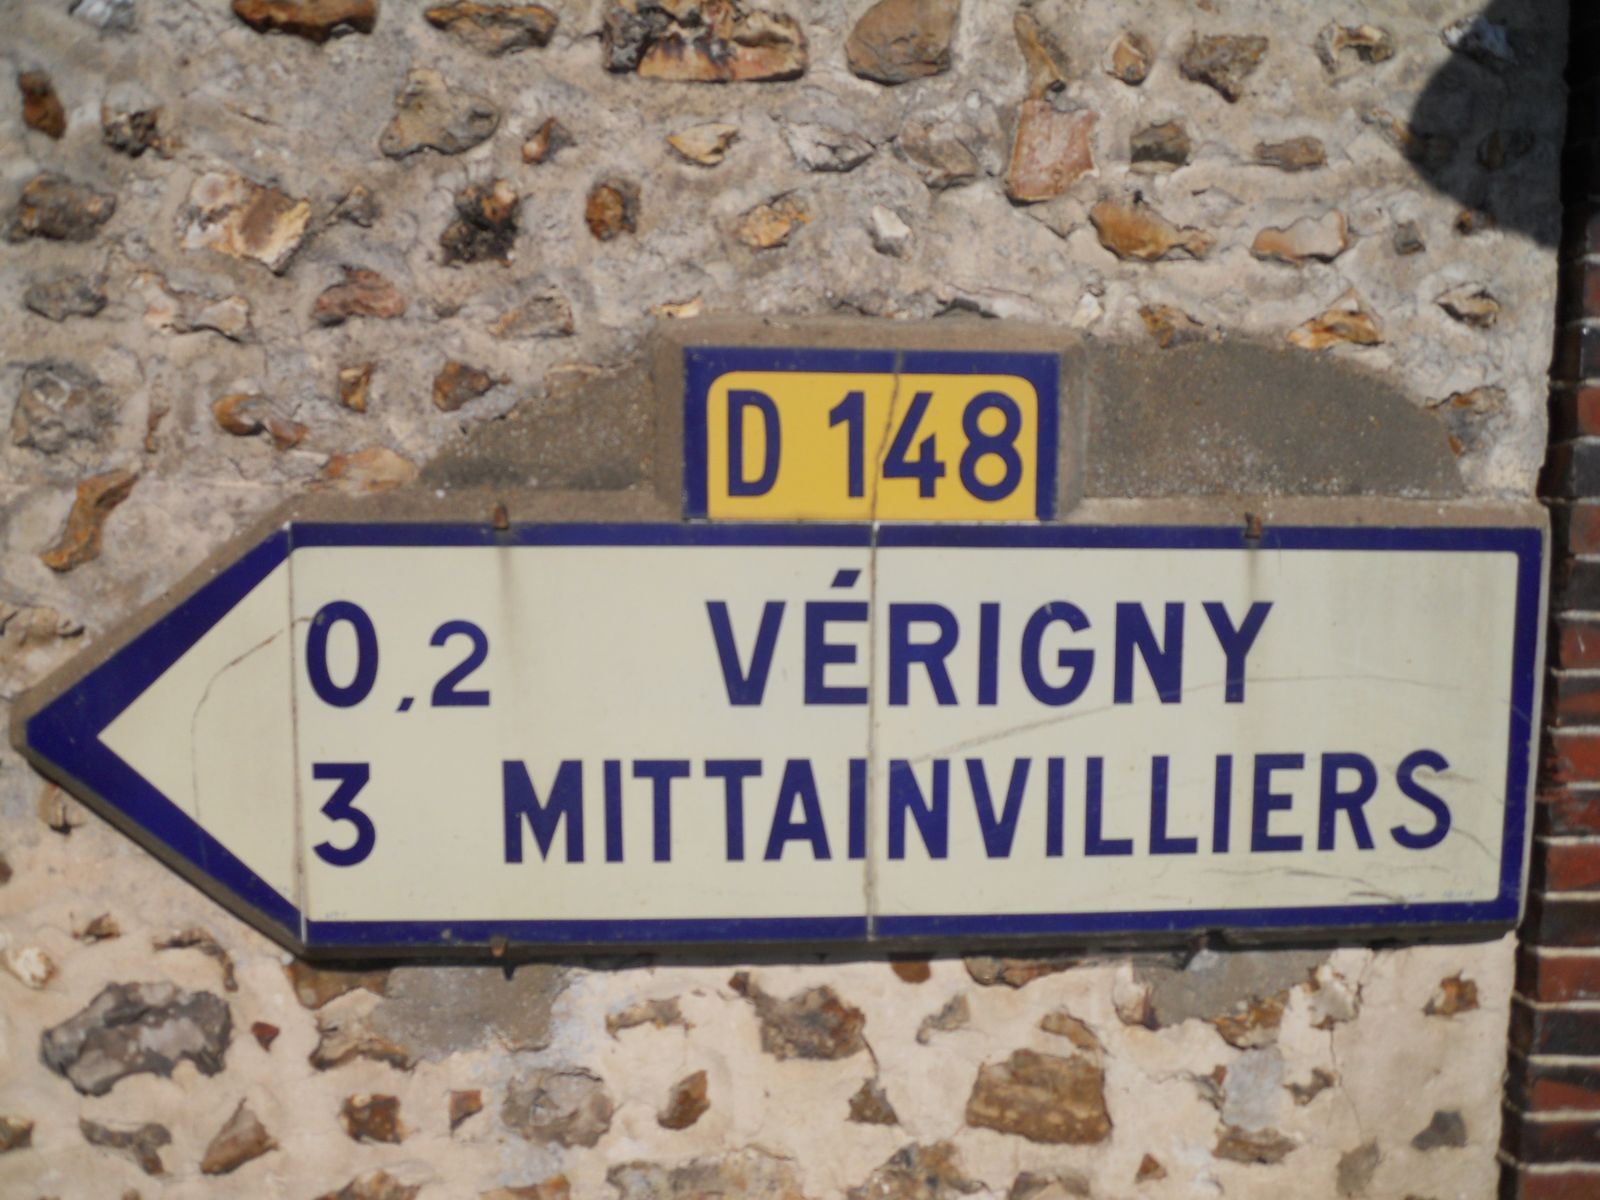 D 148
0,2 VÉRIGNY
3 MITTAINVILLIERS